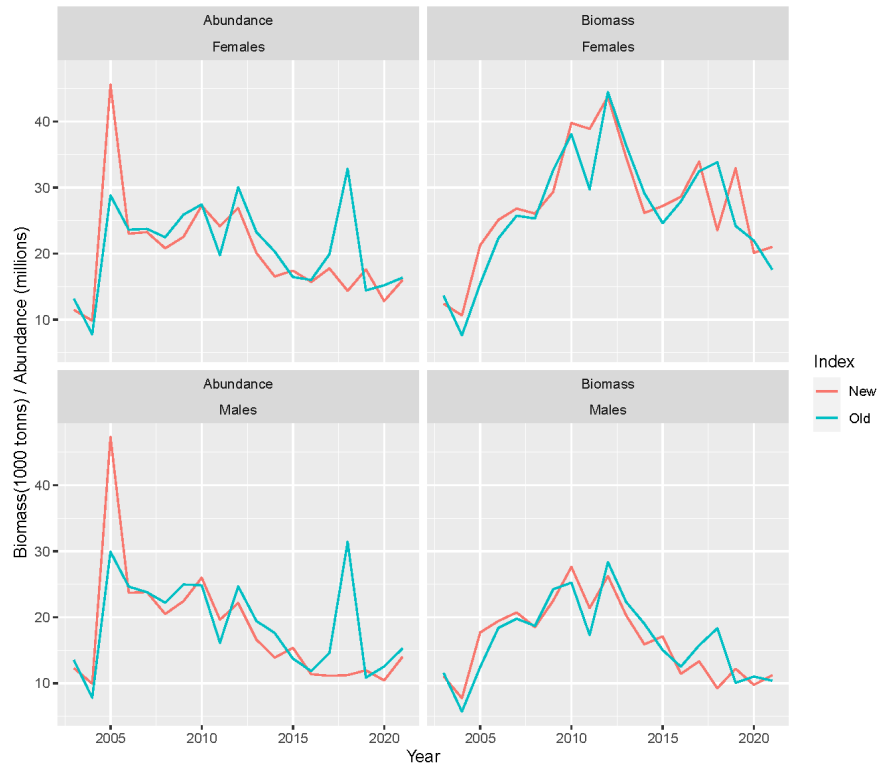 Abundance
Females
Biomass
Females
40
30
20
10
Abundance
Males
Biomass
Males
40
30
20
10
2005
2010
2015
2020
2005
2010
2015
2020
Year
Biomass(1000 tonnes) / Abundance (millions)
Index
New
Old